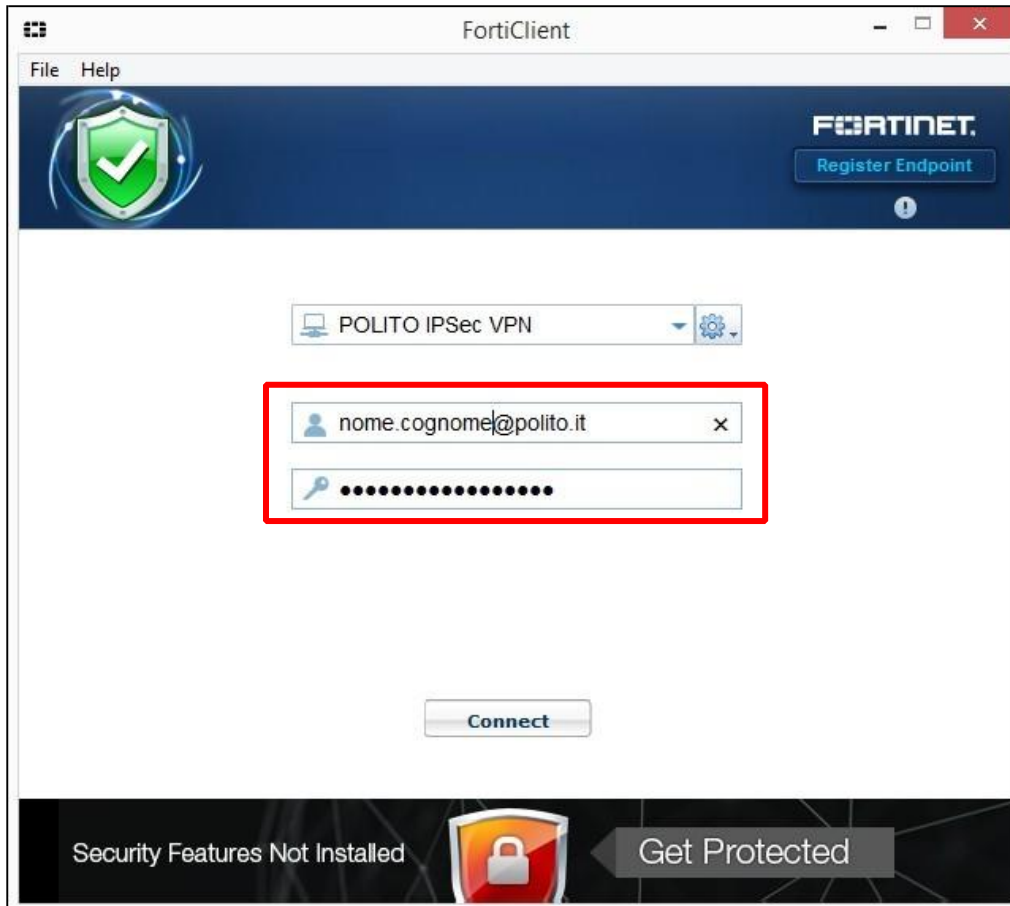 FortiClient
File Help
FORTINET
Register Endpoint
POLITO IPSec VPN
nome.cognome@polito.it
•••••••••••••••••
Connect
Security Features Not Installed
Get Protected